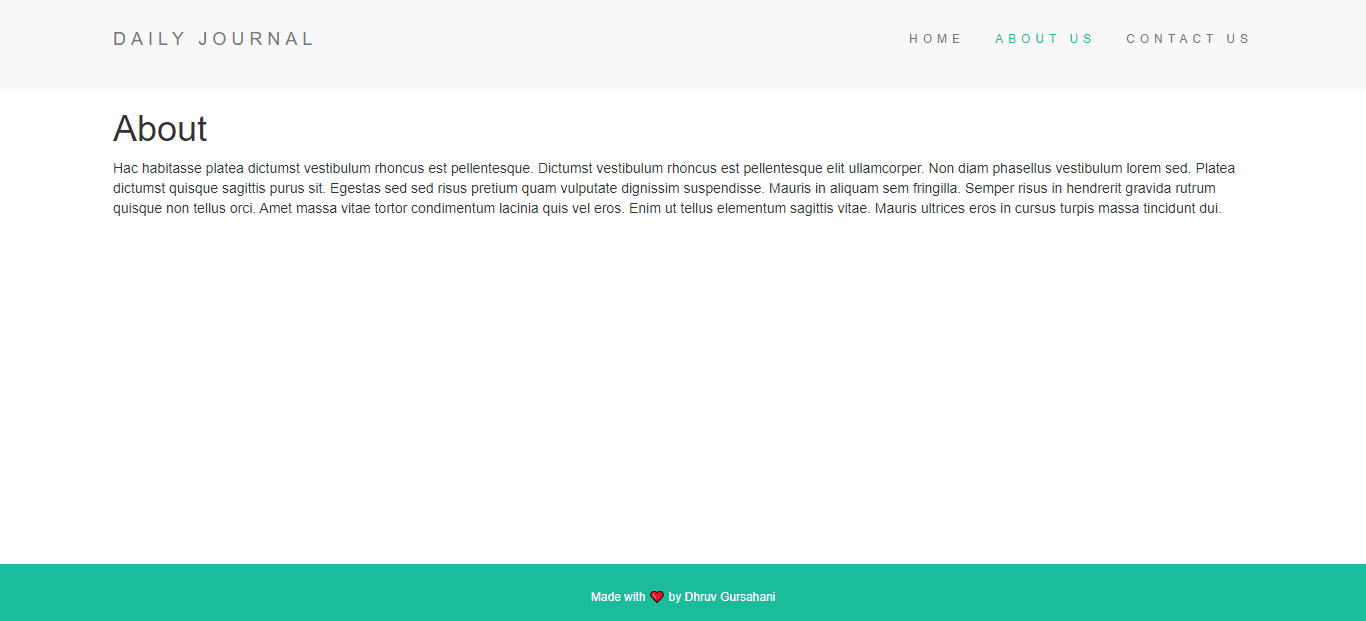 DAILY JOURNAL
HOME ABOUT US CONTACT US
About
Hac habitasse platea dictumst vestibulum rhoncus est pellentesque. Dictumst vestibulum rhoncus est pellentesque elit ullamcorper. Non diam phasellus vestibulum lorem sed. Platea
dictumst quisque sagittis purus sit. Egestas sed sed risus pretium quam vulputate dignissim suspendisse. Mauris in aliquam sem fringilla. Semper risus in hendrerit gravida rutrum
quisque non tellus orci. Amet massa vitae tortor condimentum lacinia quis vel eros. Enim ut tellus elementum sagittis vitae. Mauris ultrices eros in cursus turpis massa tincidunt dui.
Made with ❤️ by Dhruv Gursahani